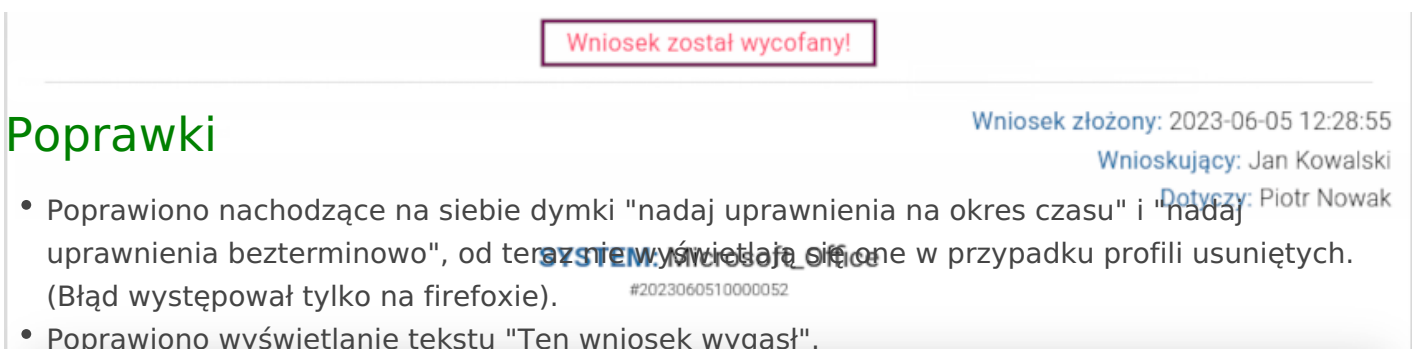 Wniosek został wycofany!
Wniosek złożony: 2023-06-05 12:28:55
Poprawki
Wnioskujący: Jan Kowalski
Dotyczy: Piotr Nowak
• Poprawiono nachodzące na siebie dymki "nadaj uprawnienia na okres czasu" i "nadaj
uprawnienia bezterminowo", od teraz nie wyświetlają się one w przypadku profili usuniętych.
SYSTEM: Microsoft_Office
(Błąd występował tylko na firefoxie).
#2023060510000052
• Poprawiono wyświetlanie tekstu "Ten wniosek wygasł".